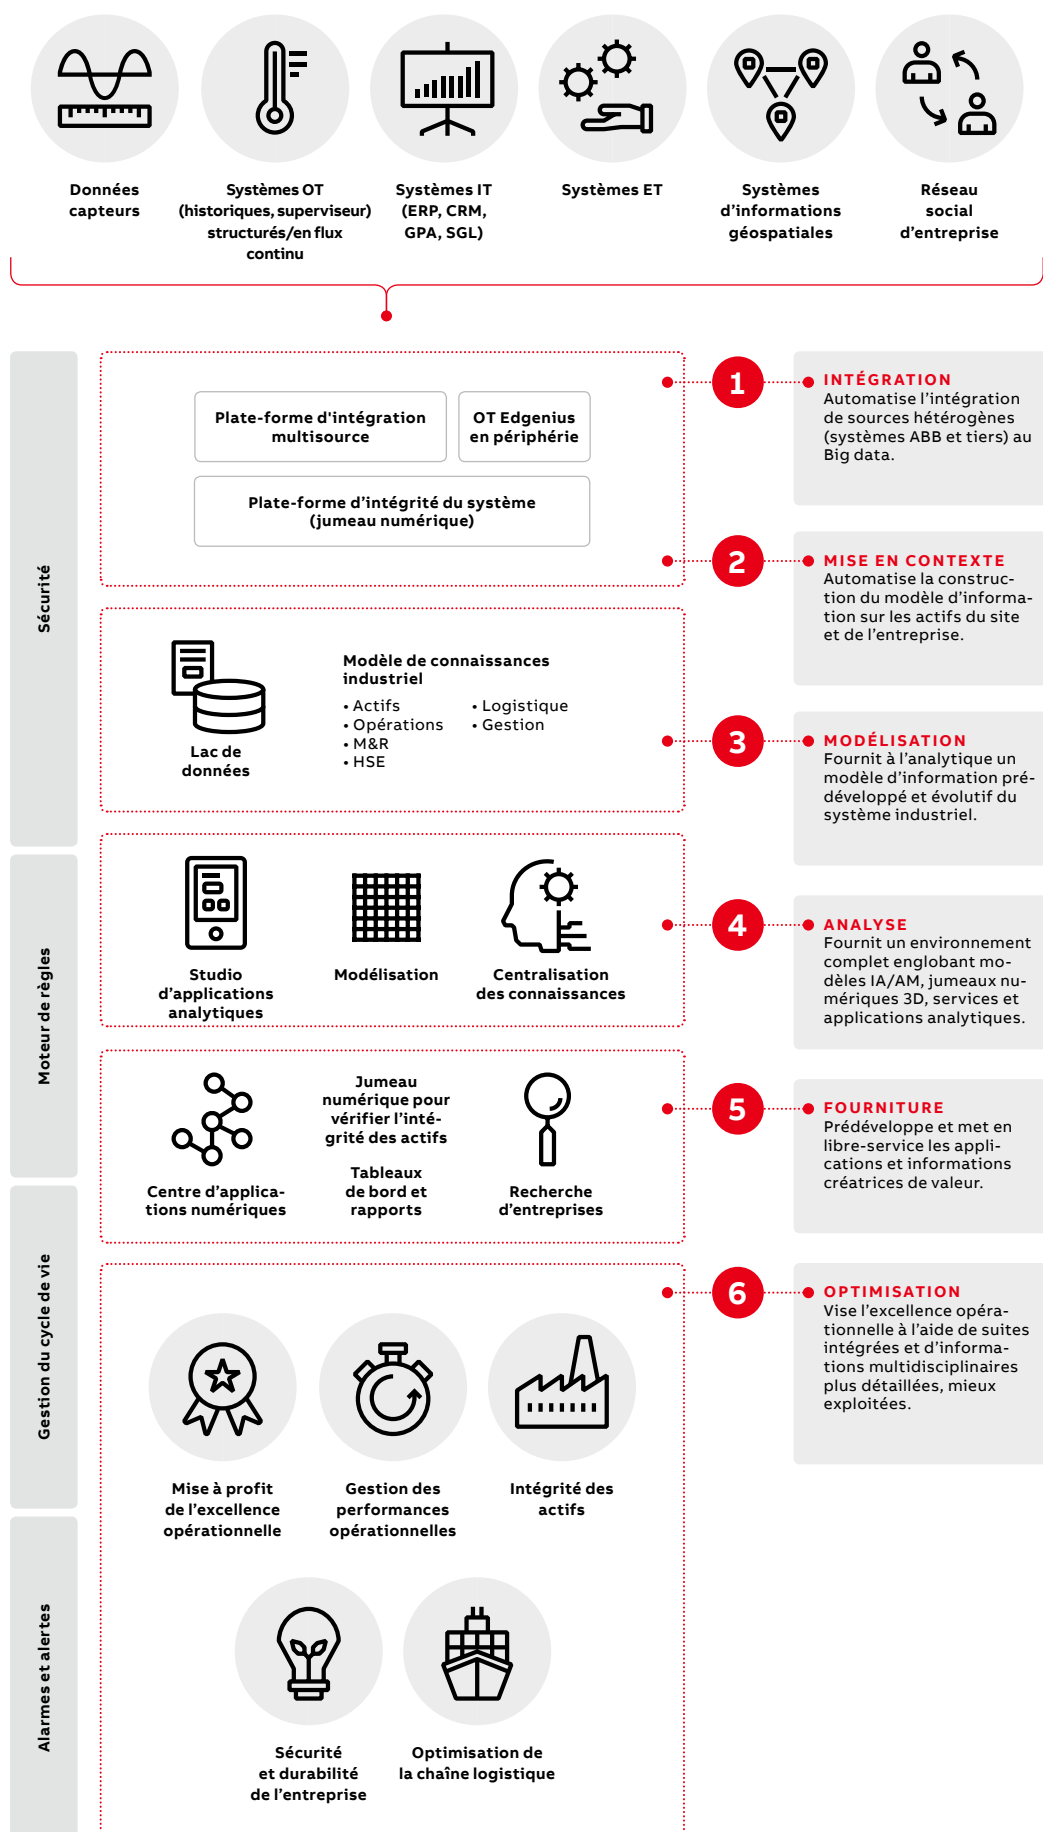 Données
capteurs
Systèmes OT
(historiques, superviseur)
structurés/en flux
continu
Systèmes IT
(ERP, CRM,
GPA, SGL)
Systèmes ET
Systèmes
d'informations
géospatiales
Réseau
social
d'entreprise
Sécurité
Moteur de règles
Gestion du cycle de vie
Alarmes et alertes
Plate-forme d'intégration
multisource
OT Edgenius
en périphérie
Plate-forme d'intégrité du système
(jumeau numérique)
1
INTÉGRATION
Automatise l'intégration
de sources hétérogènes
(systèmes ABB et tiers) au
Big data.
2
MISE EN CONTEXTE
Automatise la construc-
tion du modèle d'informa-
tion sur les actifs du site
et de l'entreprise.
Lac de
données
Modèle de connaissances
industriel
• Actifs
• Opérations
• M&R
• HSE
• Logistique
• Gestion
3
MODÉLISATION
Fournit à l'analytique un
modèle d'information pré-
développé et évolutif du
système industriel.
Studio
d'applications
analytiques
Modélisation
Centralisation
des connaissances
4
ANALYSE
Fournit un environnement
complet englobant mo-
dèles IA/AM, jumeaux nu-
mériques 3D, services et
applications analytiques.
Centre d'applica-
tions numériques
Jumeau
numérique pour
vérifier l'inté-
grité des actifs
Tableaux
de bord et
rapports
Recherche
d'entreprises
5
FOURNITURE
Prédéveloppe et met en
libre-service les appli-
cations et informations
créatrices de valeur.
6
OPTIMISATION
Vise l'excellence opéra-
tionnelle à l'aide de suites
intégrées et d'informa-
tions multidisciplinaires
plus détaillées, mieux
exploitées.
Mise à profit
de l'excellence
opérationnelle
Gestion des
performances
opérationnelles
Intégrité des
actifs
Sécurité
et durabilité
de l'entreprise
Optimisation de
la chaîne logistique